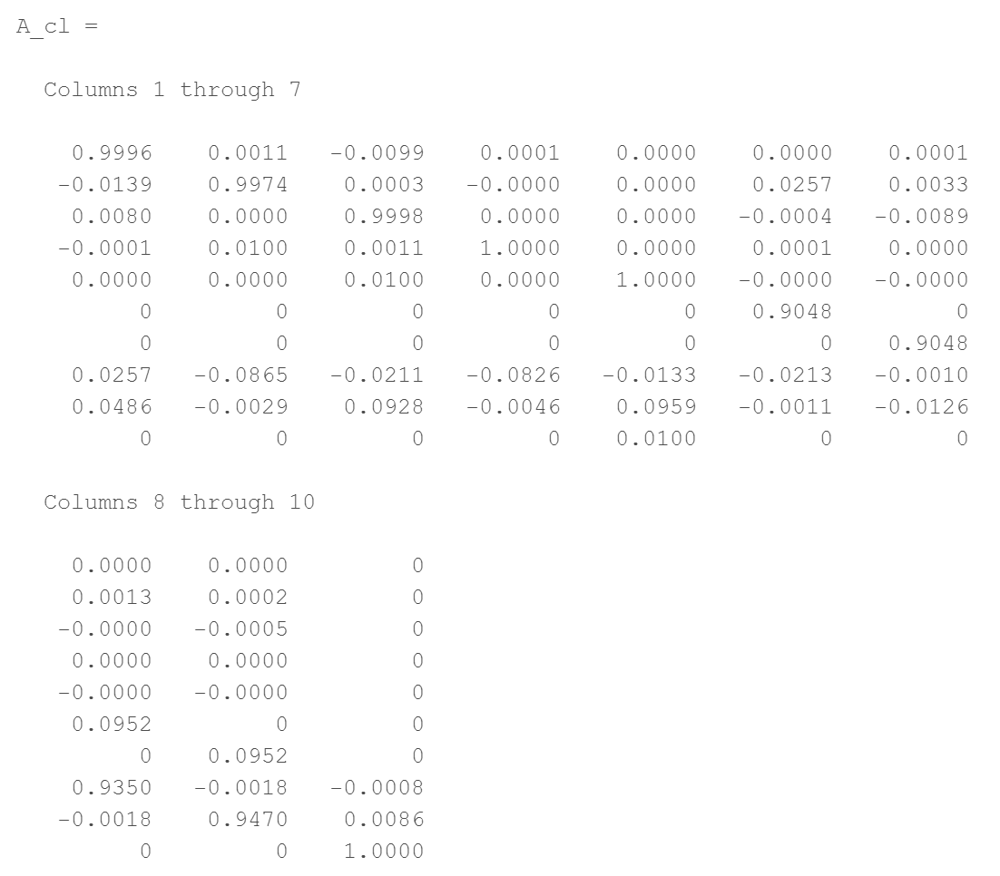 A_cl =
Columns 1 through 7
0.9996 0.0011 -0.0099 0.0001 0.0000 0.0000 0.0001
-0.0139 0.9974 0.0003 -0.0000 0.0000 0.0257 0.0033
0.0080 0.0000 0.9998 0.0000 0.0000 -0.0004 -0.0089
-0.0001 0.0100 0.0011 1.0000 0.0000 0.0001 0.0000
0.0000 0.0000 0.0100 0.0000 1.0000 -0.0000 -0.0000
0 0 0 0 0 0.9048 0
0 0 0 0 0 0 0.9048
0.0257 -0.0865 -0.0211 -0.0826 -0.0133 -0.0213 -0.0010
0.0486 -0.0029 0.0928 -0.0046 0.0959 -0.0011 -0.0126
0 0 0 0 0.0100 0 0
Columns 8 through 10
0.0000 0.0000 0
0.0013 0.0002 0
-0.0000 -0.0005 0
0.0000 0.0000 0
-0.0000 -0.0000 0
0.0952 0 0
0 0.0952 0
0.9350 -0.0018 -0.0008
-0.0018 0.9470 0.0086
0 0 1.0000